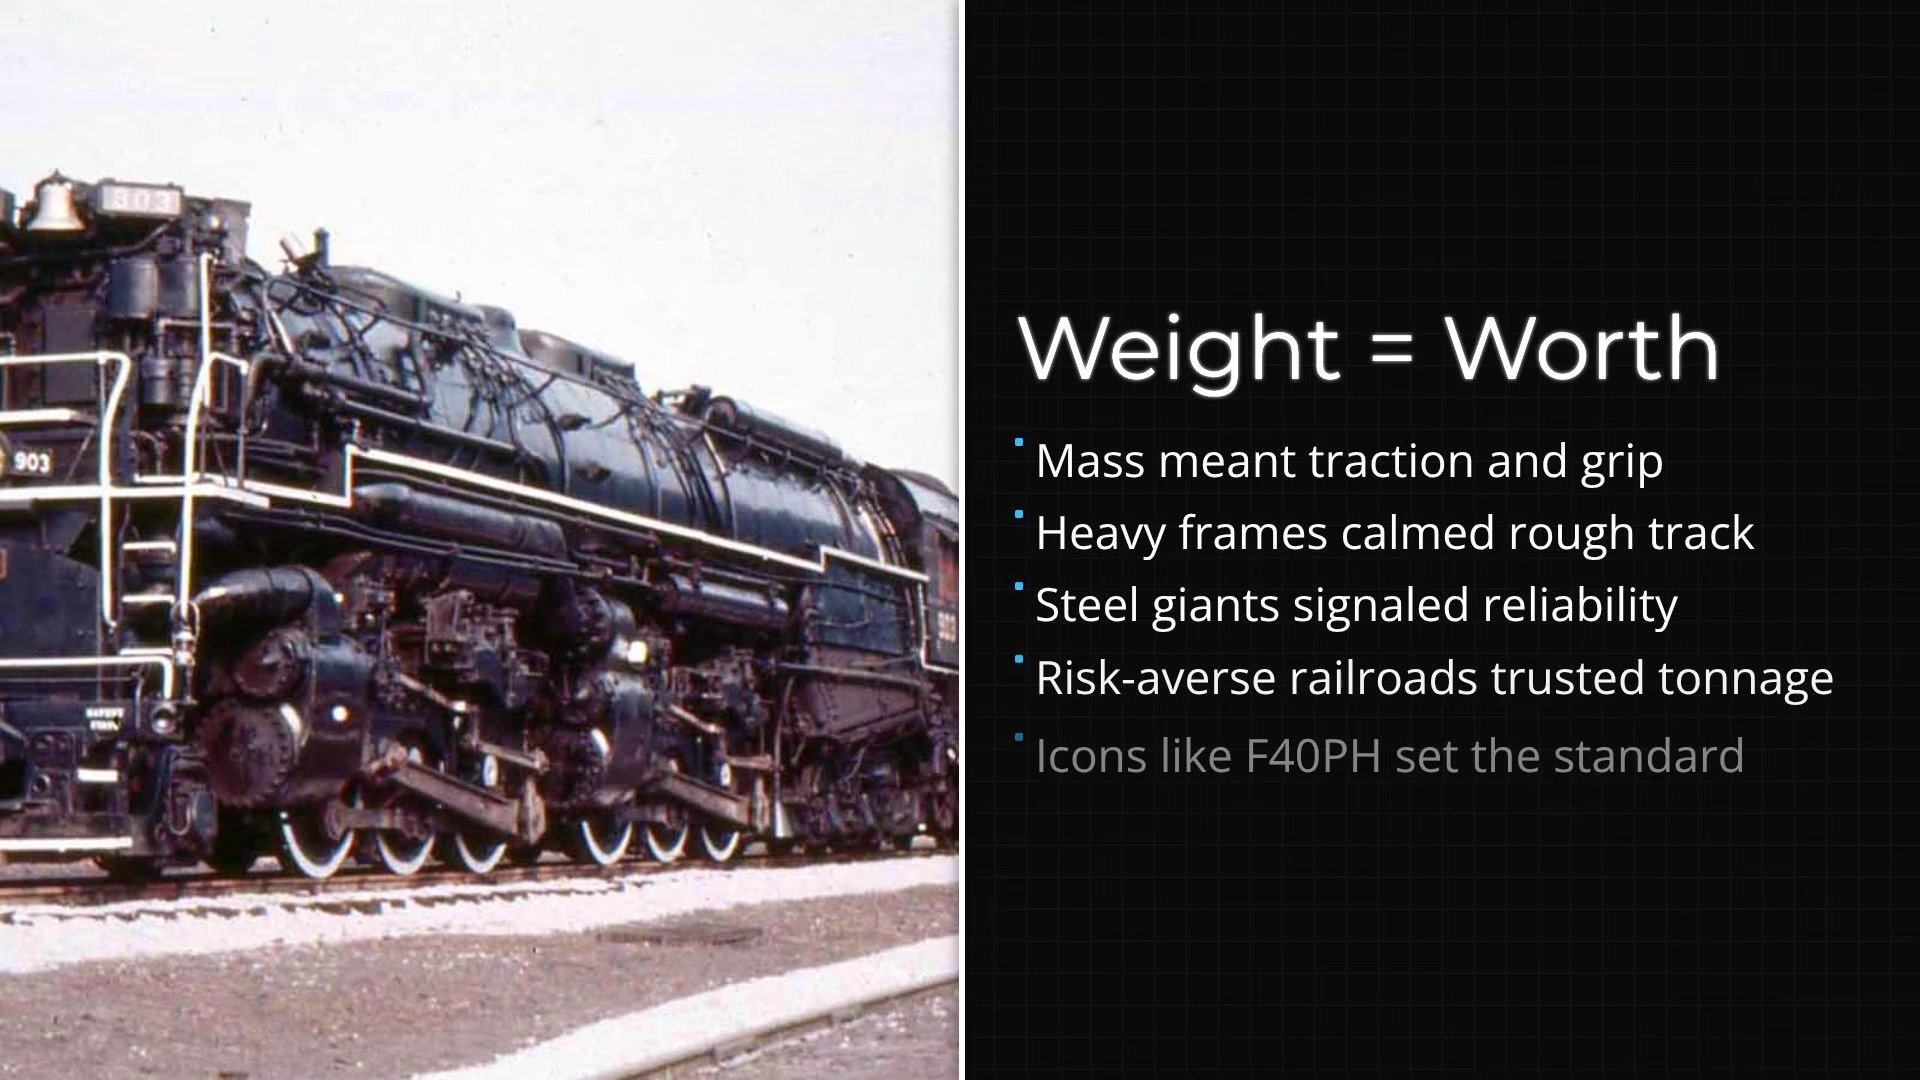 903
903
Weight = Worth
Mass meant traction and grip
Heavy frames calmed rough track
Steel giants signaled reliability
Risk-averse railroads trusted tonnage
Icons like F40PH set the standard